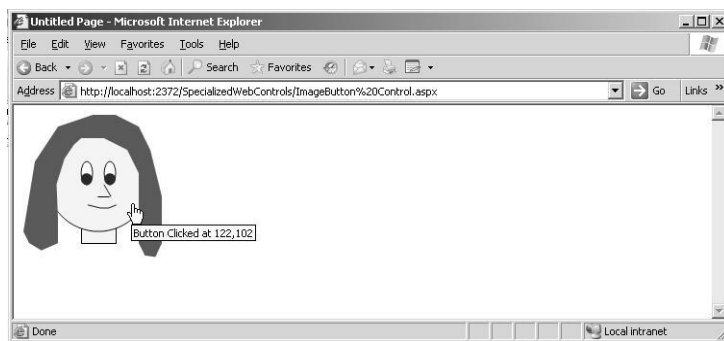 Untitled Page - Microsoft Internet Explorer
File Edit View Favorites Tools Help
Back Search Favorites
Address http://localhost:2372/SpecializedWebControls/ImageButton%20Control.aspx Go Links »
Button Clicked at 122,102
Done Local intranet